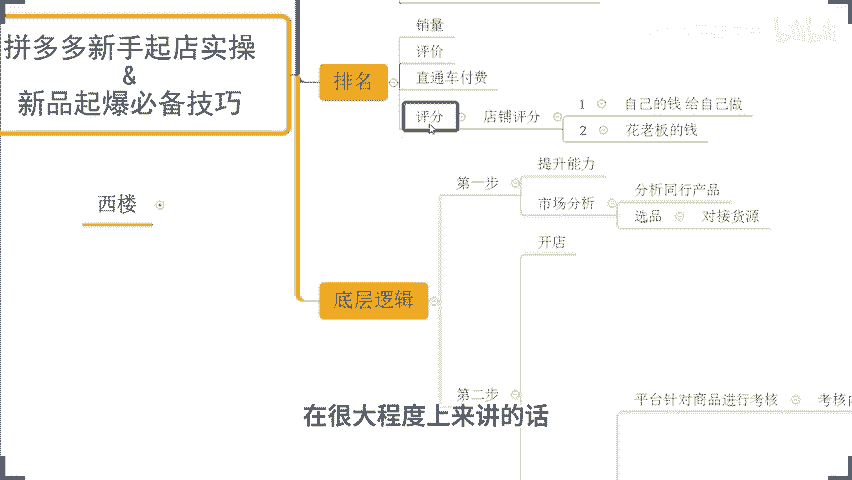 拼多多新手起店实操
&
新品起爆必备技巧
西楼
排名
销量
评价
直通车付费
评分
店铺评分
1 自己的钱 给自己做
2 花老板的钱
底层逻辑
第一步
提升能力
市场分析
分析同行产品
选品
对接货源
第二步
开店
平台针对商品进行考核
在很大程度上来讲的话